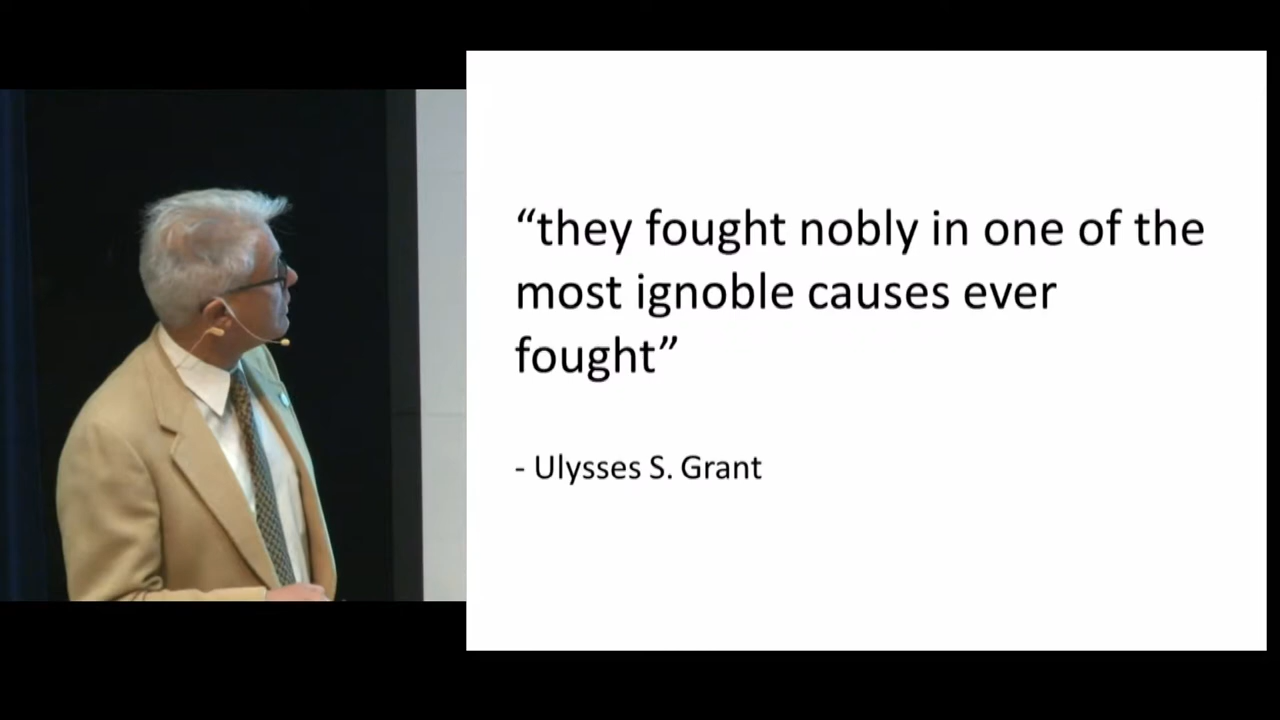 “they fought nobly in one of the
most ignoble causes ever
fought”
- Ulysses S. Grant